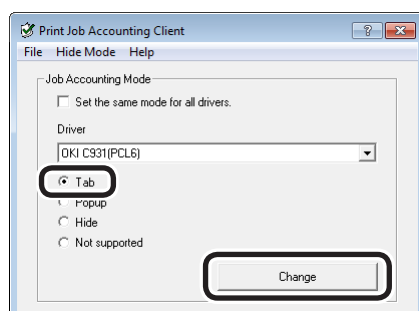 Print Job Accounting Client
File Hide Mode Help
Job Accounting Mode
Set the same mode for all drivers.
Driver
OKI C931(PCL6)
Tab
Popup
Hide
Not supported
Change